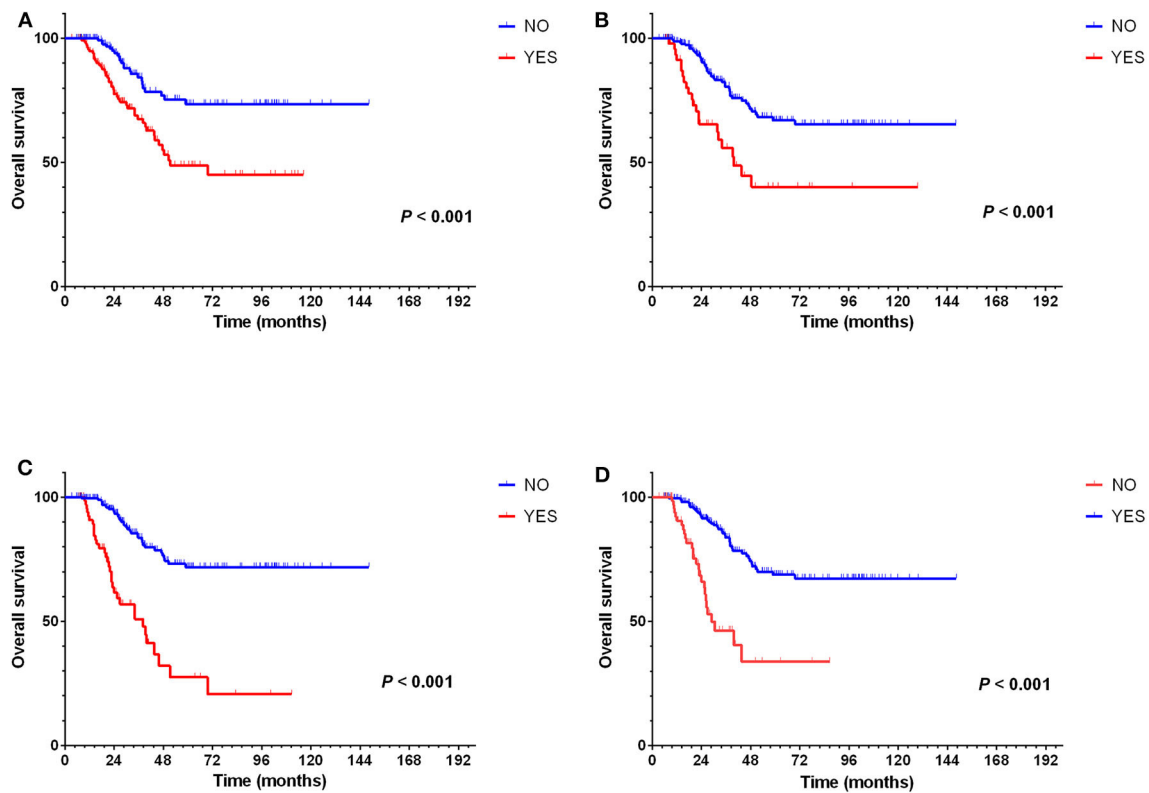 A
NO
YES
100
50
0
Overall survival
P < 0.001
0 24 48 72 96 120 144 168 192
Time (months)
B
NO
YES
100
50
0
Overall survival
P < 0.001
0 24 48 72 96 120 144 168 192
Time (months)
C
NO
YES
100
50
0
Overall survival
P < 0.001
0 24 48 72 96 120 144 168 192
Time (months)
D
NO
YES
100
50
0
Overall survival
P < 0.001
0 24 48 72 96 120 144 168 192
Time (months)